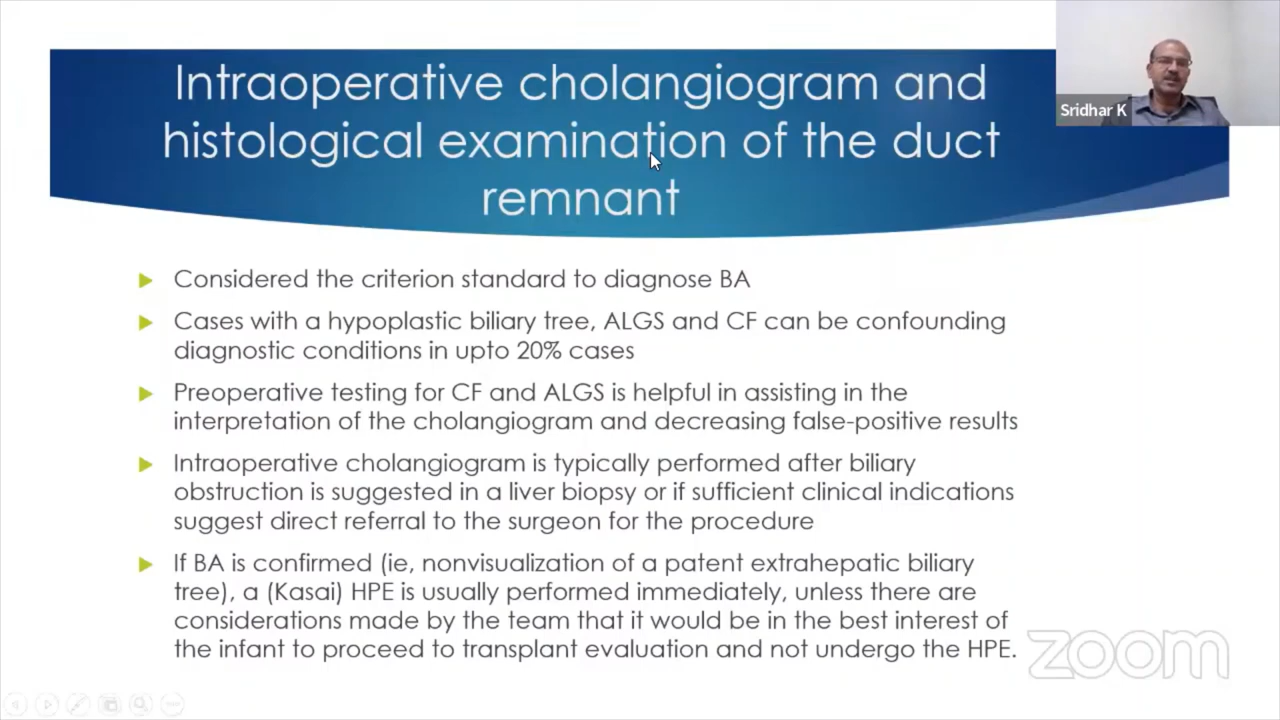 Intraoperative cholangiogram and
histological examination of the duct
remnant
Sridhar K
Considered the criterion standard to diagnose BA
Cases with a hypoplastic biliary tree, ALGS and CF can be confounding
diagnostic conditions in upto 20% cases
Preoperative testing for CF and ALGS is helpful in assisting in the
interpretation of the cholangiogram and decreasing false-positive results
Intraoperative cholangiogram is typically performed after biliary
obstruction is suggested in a liver biopsy or if sufficient clinical indications
suggest direct referral to the surgeon for the procedure
If BA is confirmed (ie, nonvisualization of a patent extrahepatic biliary
tree), a (Kasai) HPE is usually performed immediately, unless there are
considerations made by the team that it would be in the best interest of
the infant to proceed to transplant evaluation and not undergo the HPE.
zoom